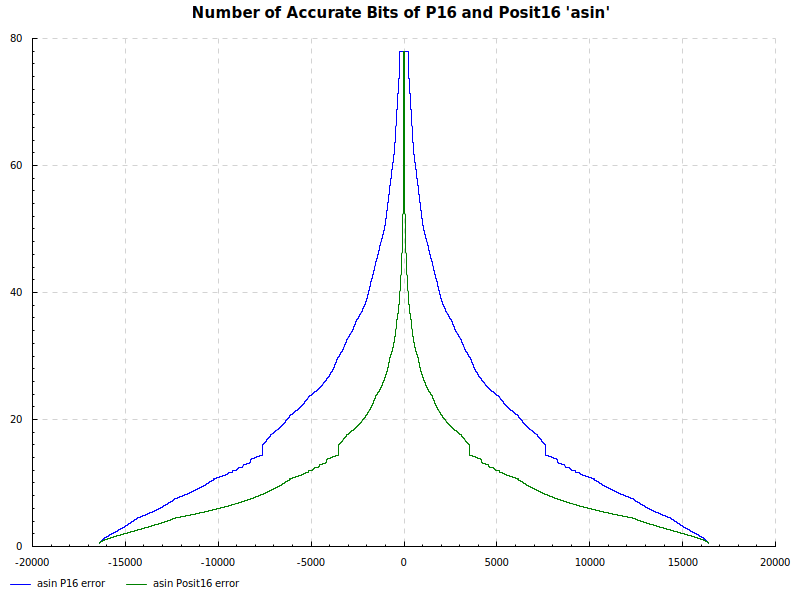 Number of Accurate Bits of P16 and Posit16 'asin'
80
60
40
20
0
-20000 -15000 -10000 -5000 0 5000 10000 15000 20000
asin P16 error asin Posit16 error